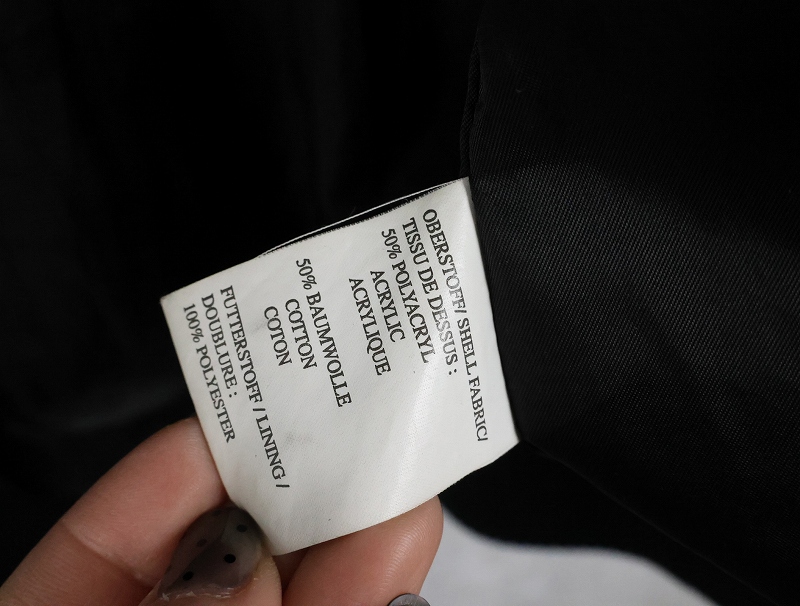 OBERSTOFF/ SHELL FABRIC/
TISSU DE DESSUS :
50% POLYACRYL
ACRYLIC
ACRYLIQUE
50% BAUMWOLLE
COTTON
COTON
FUTTERSTOFF / LINING /
DOUBLURE :
100% POLYESTER